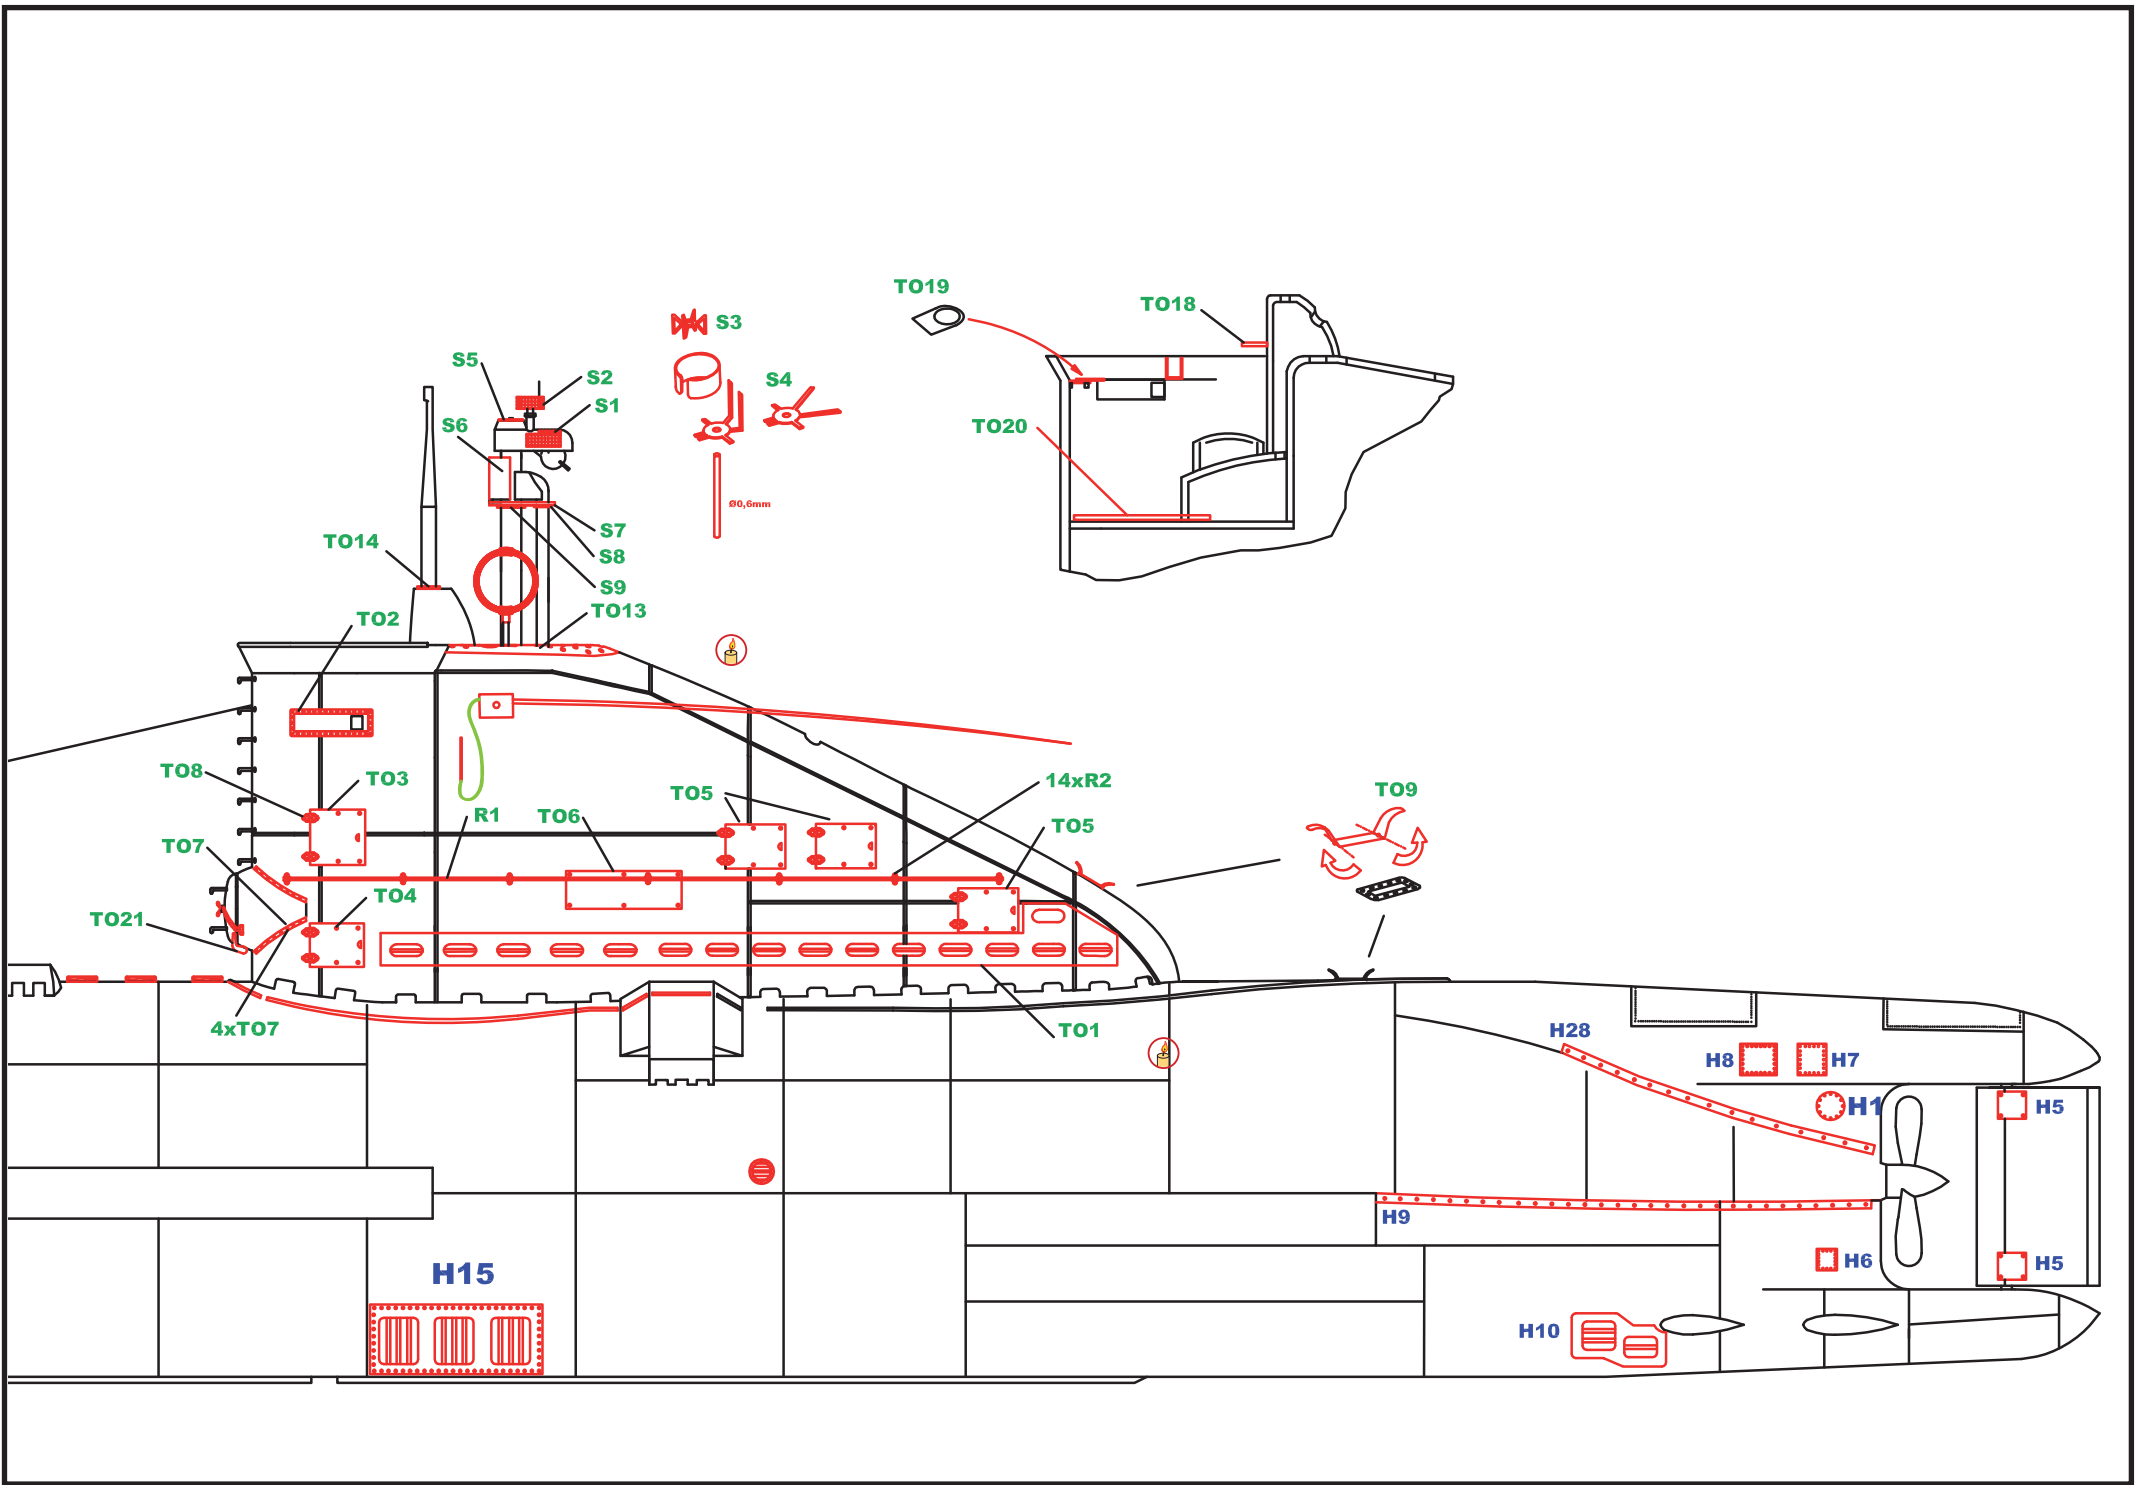 TO19
TO18
S3
S5
S2
S4
S1
S6
TO20
Ø0,6mm
S7
TO14
S8
S9
TO13
TO2
TO8
TO3
14xR2
TO5
TO9
R1
TO6
TO5
TO7
TO4
TO21
4xTO7
TO1
H28
H8
H7
H1
H5
H9
H6
H5
H15
H10